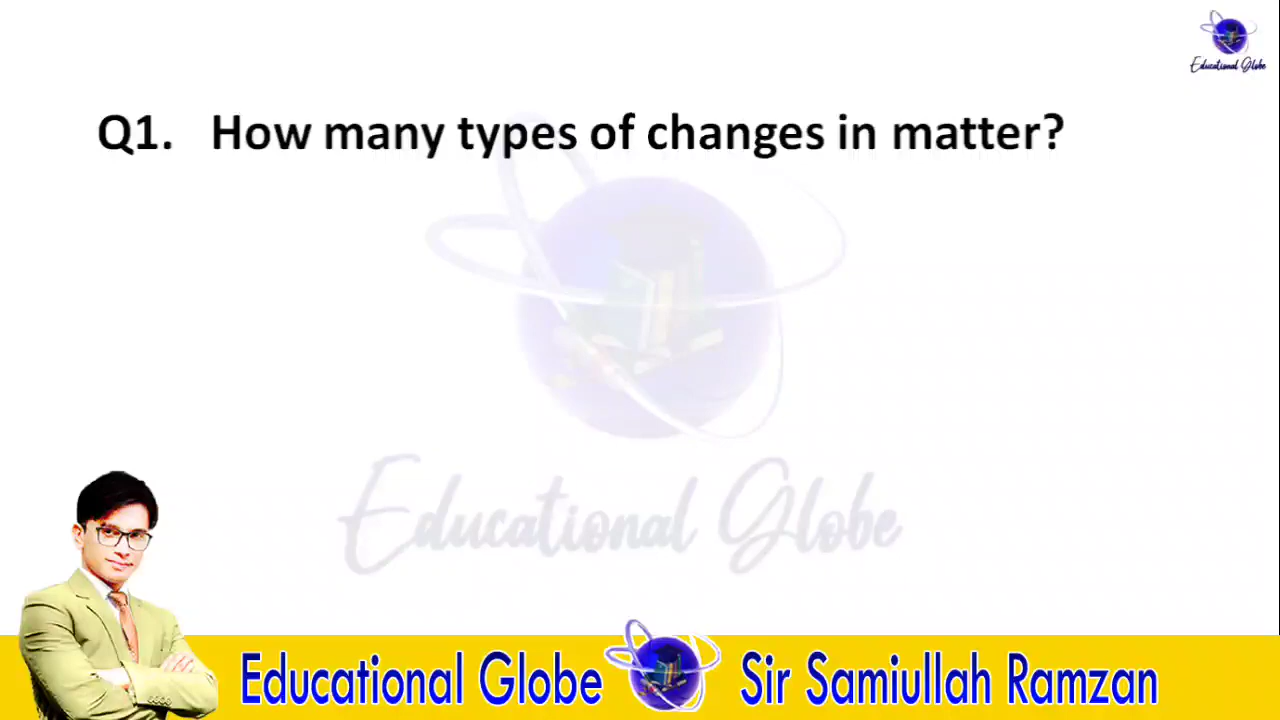 Educational Globe
Q1. How many types of changes in matter?
Educational Globe
Educational Globe Sir Samiullah Ramzan